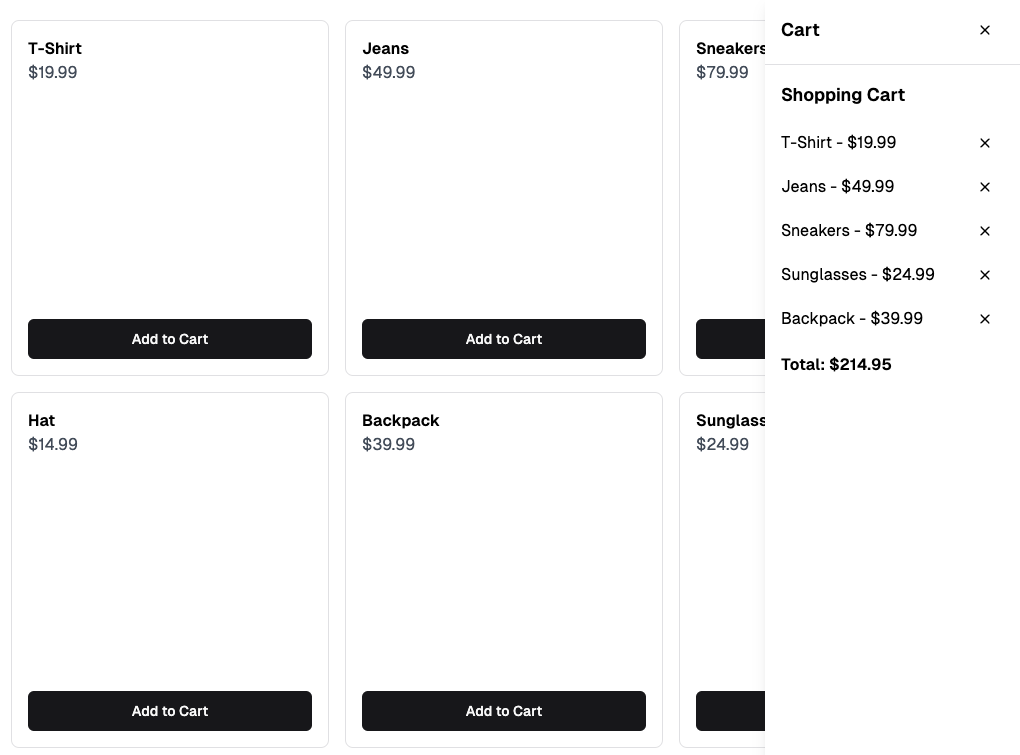 T-Shirt
$19.99
Add to Cart
Jeans
$49.99
Add to Cart
Sneakers
$79.99
Hat
$14.99
Add to Cart
Backpack
$39.99
Add to Cart
Sunglass
$24.99
Cart
Shopping Cart
T-Shirt - $19.99
Jeans - $49.99
Sneakers - $79.99
Sunglasses - $24.99
Backpack - $39.99
Total: $214.95